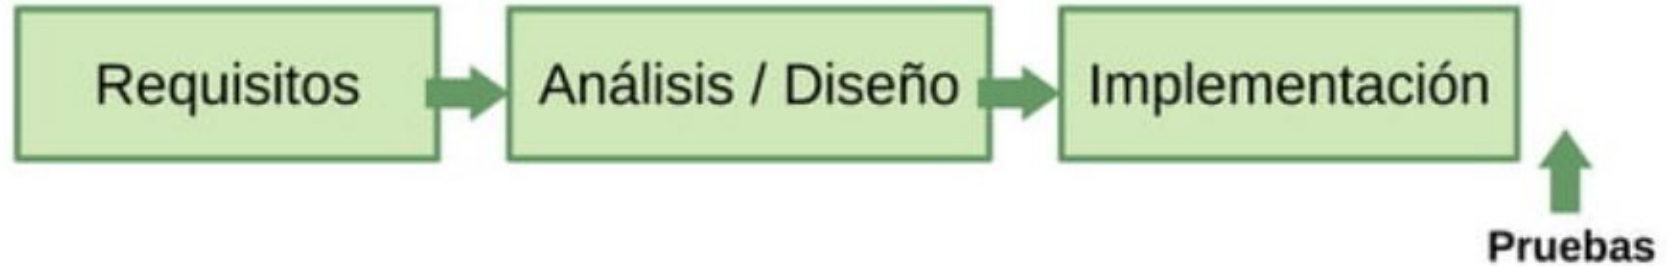 Requisitos
Análisis / Diseño
Implementación
Pruebas